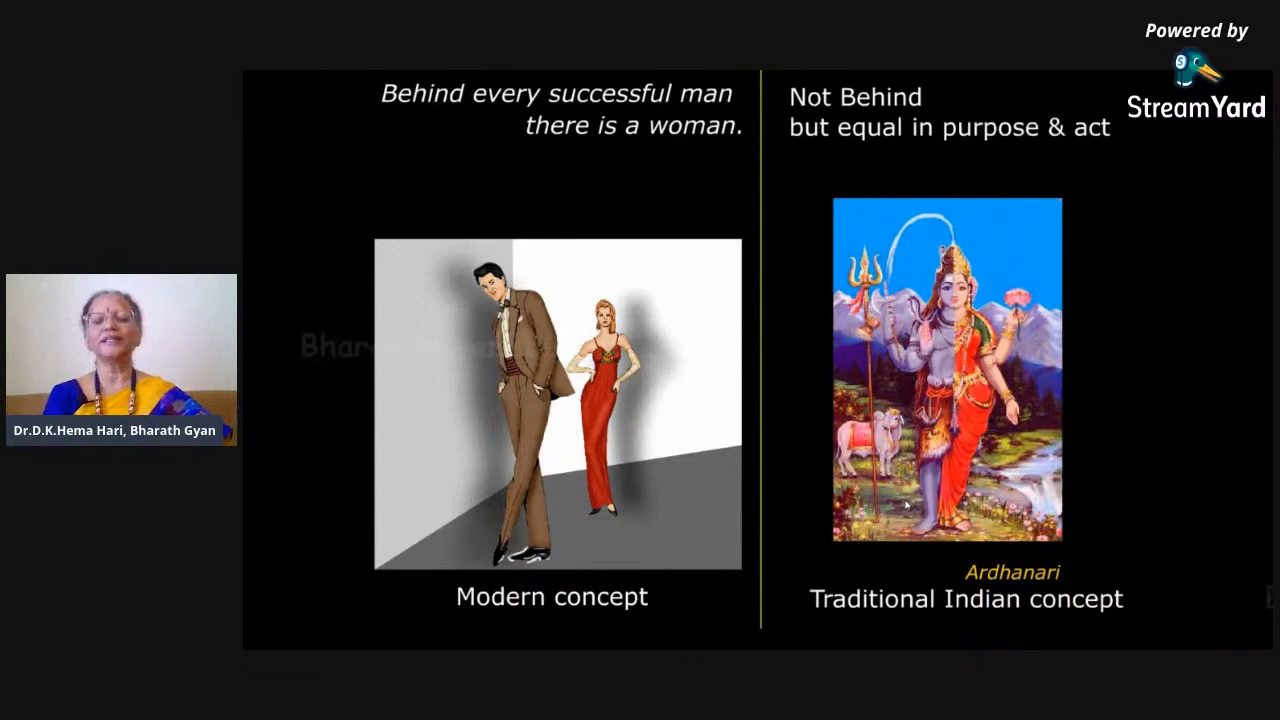 Powered by
StreamYard
Behind every successful man
there is a woman.
Not Behind
but equal in purpose & act
Dr.D.K.Hema Hari, Bharath Gyan
Modern concept
Ardhanari
Traditional Indian concept